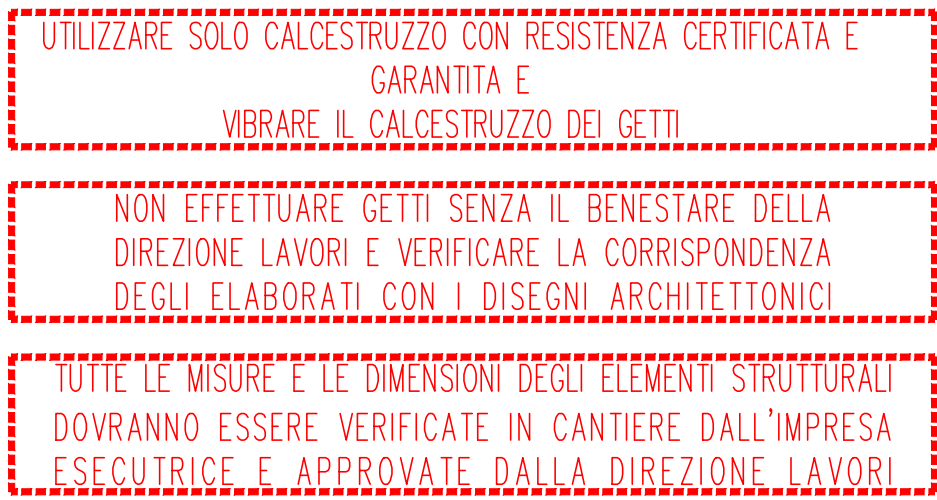 UTILIZZARE SOLO CALCESTRUZZO CON RESISTENZA CERTIFICATA E
GARANTITA E
VIBRARE IL CALCESTRUZZO DEI GETTI
NON EFFETTUARE GETTI SENZA IL BENESTARE DELLA
DIREZIONE LAVORI E VERIFICARE LA CORRISPONDENZA
DEGLI ELABORATI CON I DISEGNI ARCHITETTONICI
TUTTE LE MISURE E LE DIMENSIONI DEGLI ELEMENTI STRUTTURALI
DOVRANNO ESSERE VERIFICATE IN CANTIERE DALL'IMPRESA
ESECUTRICE E APPROVATE DALLA DIREZIONE LAVORI